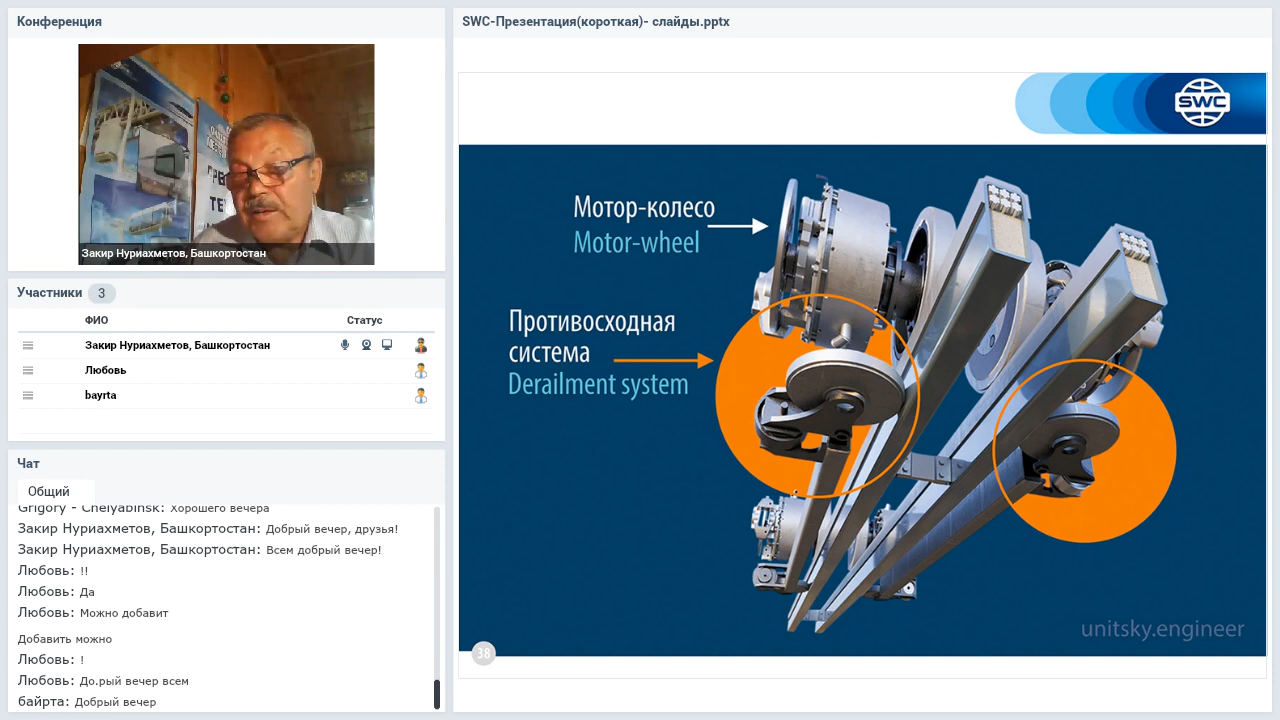 Конференция
Закир Нуриахметов, Башкортостан
Участники 3
ФИО Статус
Закир Нуриахметов, Башкортостан
Любовь
bayrta
Чат
Общий
Grigory - Chelyabinsk: Хорошего вечера
Закир Нуриахметов, Башкортостан: Добрый вечер, друзья!
Закир Нуриахметов, Башкортостан: Всем добрый вечер!
Любовь: !!
Любовь: Да
Любовь: Можно добавит
Добавить можно
Любовь: !
Любовь: До.рый вечер всем
байрта: Добрый вечер
SWC-Презентация(короткая)- слайды.pptx
SWC
Мотор-колесо
Motor-wheel
Противосходная
система
Derailment system
unitsky.engineer
38